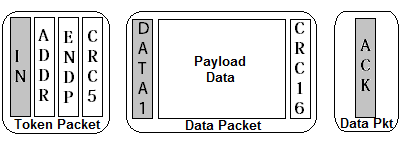 IN
ADDR
ENDP
CRC5
Token Packet
DATA1
Payload
Data
CRC16
Data Packet
ACK
Data Pkt